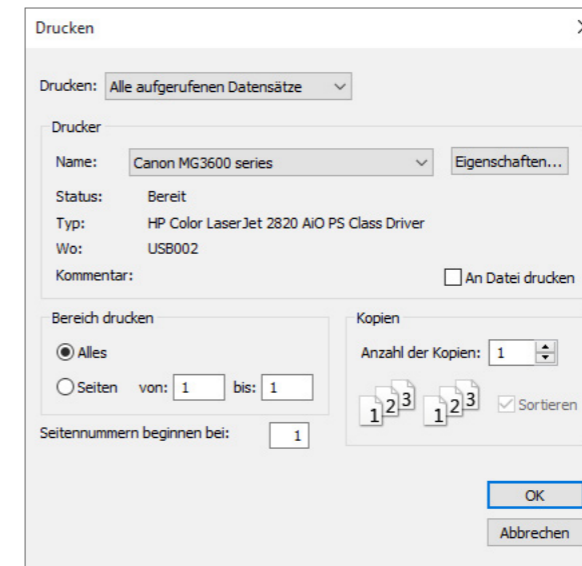 Drucken
Drucken: Alle aufgerufenen Datensätze
Drucker
Name: Canon MG3600 series Eigenschaften...
Status: Bereit
Typ: HP Color LaserJet 2820 AiO PS Class Driver
Wo: USB002
Kommentar: An Datei drucken
Bereich drucken Kopien
Alles Anzahl der Kopien: 1
Seiten von: 1 bis: 1
1 2 3 1 2 3 Sortieren
Seitennummern beginnen bei: 1
OK
Abbrechen